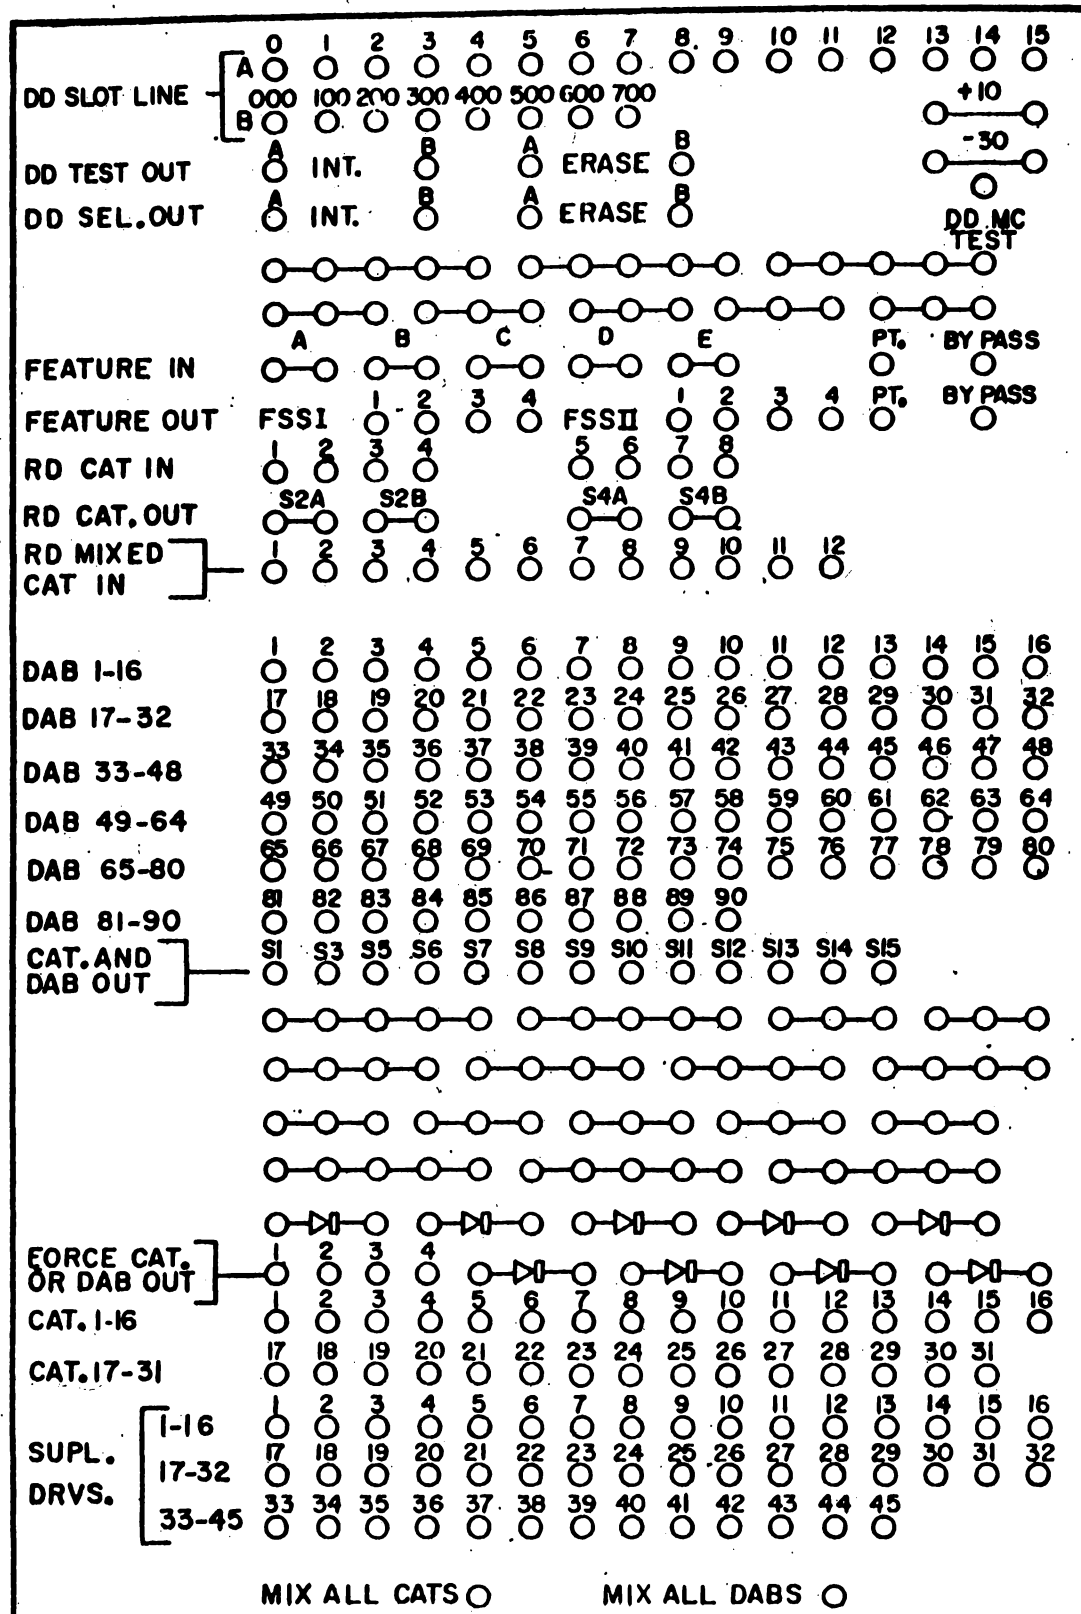 0 1 2 3 4 5 6 7 8. 9 10 11 12 13 14 15
DD SLOT LINE A
000 100 200 300 400 500 600 700 +10
B
-30
DD TEST OUT A INT. B A ERASE B
DD SEL. OUT A INT. B A ERASE B
DD MC
TEST
A B C D E PT. BY PASS
FEATURE IN
FEATURE OUT FSSI 1 2 3 4 FSSII 1 2 3 4 PT. BY PASS
1 2 3 4 5 6 7 8
RD CAT IN
S2A S2B S4A S4B
RD CAT. OUT
RD MIXED
CAT IN
1 2 3 4 5 6 7 8 9 10 11 12
1 2 3 4 5 6 7 8 9 10 11 12 13 14 15 16
DAB 1-16
17 18 19 20 21 22 23 24 25 26 27 28 29 30 31 32
DAB 17-32
33 34 35 36 37 38 39 40 41 42 43 44 45 46 47 48
DAB 33-48
49 50 51 52 53 54 55 56 57 58 59 60 61 62 63 64
DAB 49-64
65 66 67 68 69 70 71 72 73 74 75 76 77 78 79 80
DAB 65-80
81 82 83 84 85 86 87 88 89 90
DAB 81-90
CAT. AND
DAB OUT
S1 S3 S5 S6 S7 S8 S9 S10 S11 S12 S13 S14 S15
FORCE CAT.
OR DAB OUT
1 2 3 4
1 2 3 4 5 6 7 8 9 10 11 12 13 14 15 16
CAT. 1-16
17 18 19 20 21 22 23 24 25 26 27 28 29 30 31
CAT. 17-31
1 2 3 4 5 6 7 8 9 10 11 12 13 14 15 16
1-16
SUPL.
DRVS.
17 18 19 20 21 22 23 24 25 26 27 28 29 30 31 32
17-32
33 34 35 36 37 38 39 40 41 42 43 44 45
33-45
MIX ALL CATS MIX ALL DABS